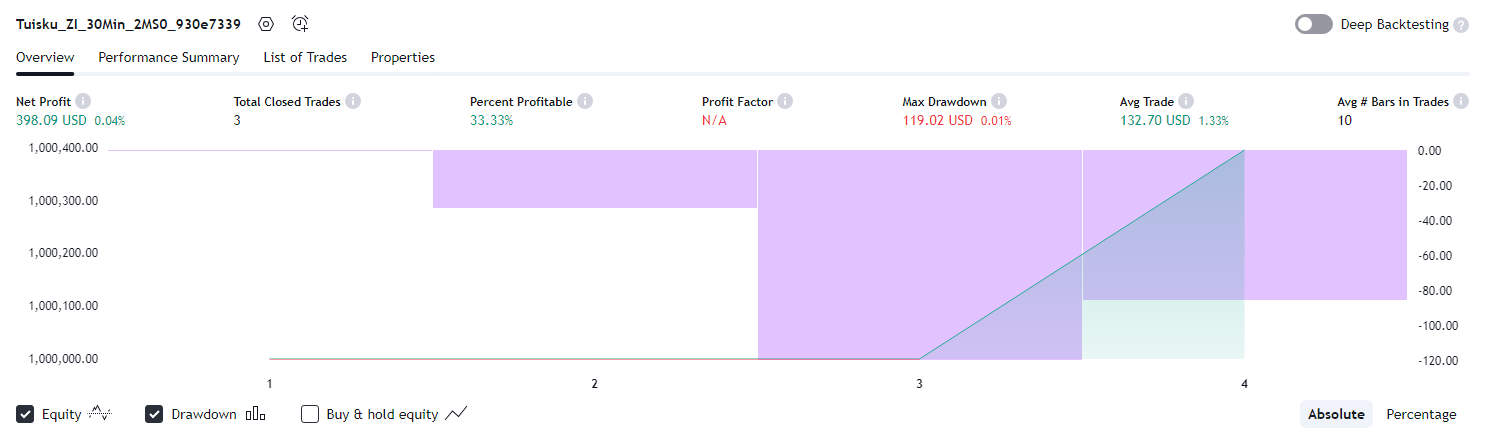 Tuisku_ZI_30Min_2MS0_930e7339 Deep Backtesting ?
Overview Performance Summary List of Trades Properties
Net Profit Total Closed Trades Percent Profitable Profit Factor Max Drawdown Avg Trade Avg # Bars in Trades
398.09 USD 0.04% 3 33.33% N/A 119.02 USD 0.01% 132.70 USD 1.33% 10
1,000,400.00 0.00
1,000,300.00 -20.00
-40.00
1,000,200.00 -60.00
-80.00
1,000,100.00 -100.00
1,000,000.00 -120.00
1 2 3 4
Equity Drawdown Buy & hold equity Absolute Percentage